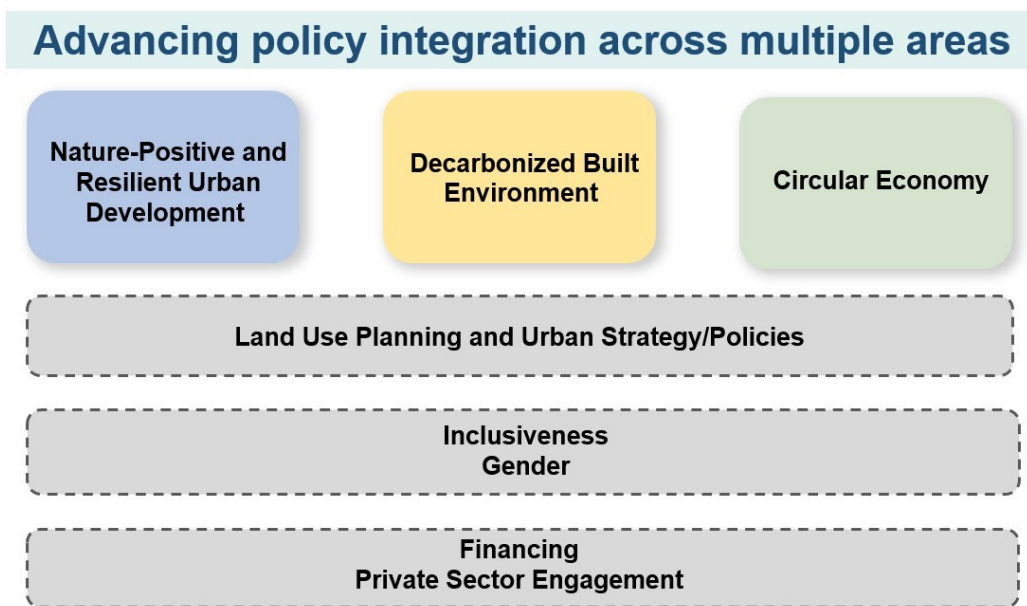 Advancing policy integration across multiple areas
Nature-Positive and
Resilient Urban
Development
Decarbonized Built
Environment
Circular Economy
Land Use Planning and Urban Strategy/Policies
Inclusiveness
Gender
Financing
Private Sector Engagement